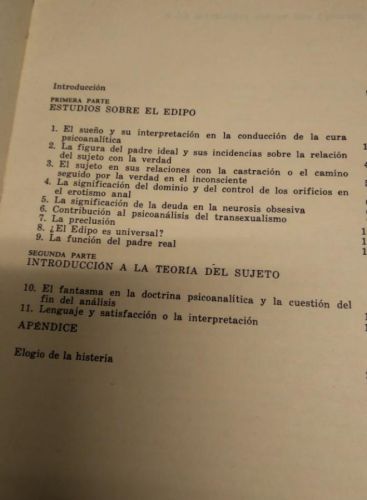 Introducción
PRIMERA PARTE
ESTUDIOS SOBRE EL EDIPO
1. El sueño y su interpretación en la conducción de la cura
psicoanalítica
2. La figura del padre ideal y sus incidencias sobre la relación
del sujeto con la verdad
3. El sujeto en sus relaciones con la castración o el camino
seguido por la verdad en el inconsciente
4. La significación del dominio y del control de los orificios en
el erotismo anal
5. La significación de la deuda en la neurosis obsesiva
6. Contribución al psicoanálisis del transexualismo
7. La preclusión
8. ¿El Edipo es universal?
9. La función del padre real
SEGUNDA PARTE
INTRODUCCIÓN A LA TEORIA DEL SUJETO
10. El fantasma en la doctrina psicoanalítica y la cuestión del
fin del análisis
11. Lenguaje y satisfacción o la interpretación
APÉNDICE
Elogio de la histeria